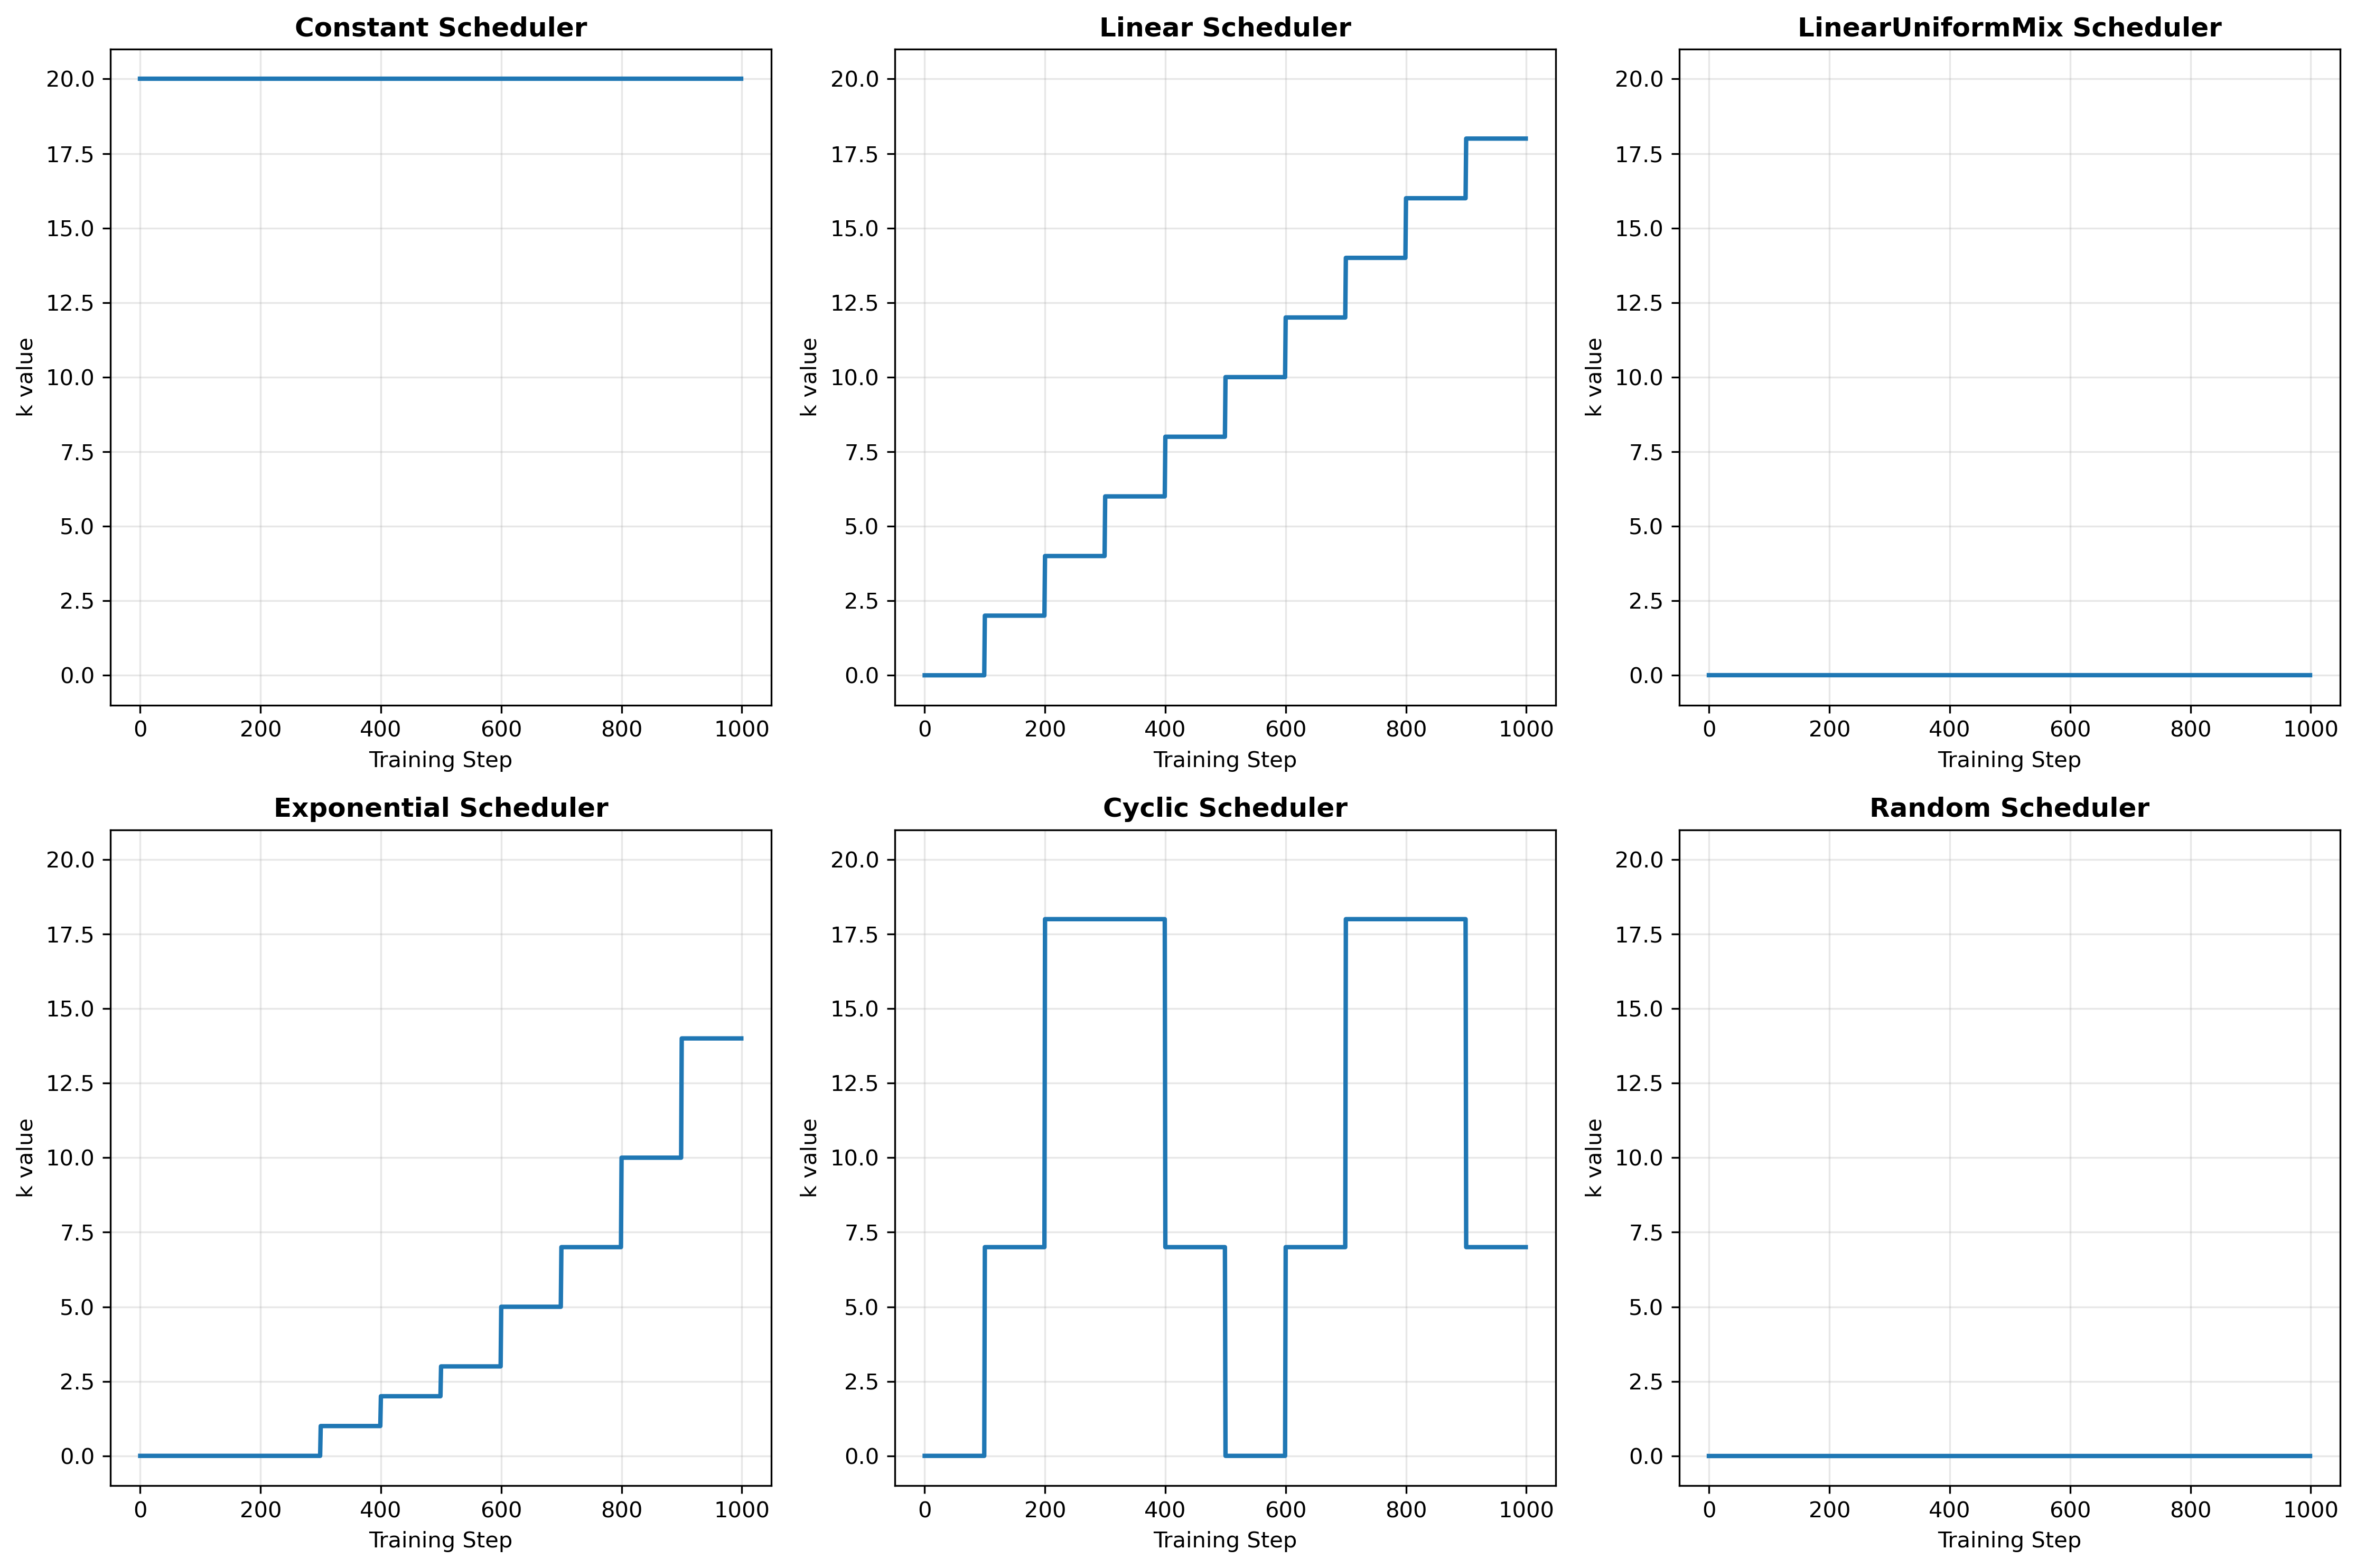 Constant Scheduler
20.0
17.5
15.0
12.5
10.0
7.5
5.0
2.5
0.0
k value
0 200 400 600 800 1000
Training Step
Linear Scheduler
20.0
17.5
15.0
12.5
10.0
7.5
5.0
2.5
0.0
k value
0 200 400 600 800 1000
Training Step
LinearUniformMix Scheduler
20.0
17.5
15.0
12.5
10.0
7.5
5.0
2.5
0.0
k value
0 200 400 600 800 1000
Training Step
Exponential Scheduler
20.0
17.5
15.0
12.5
10.0
7.5
5.0
2.5
0.0
k value
0 200 400 600 800 1000
Training Step
Cyclic Scheduler
20.0
17.5
15.0
12.5
10.0
7.5
5.0
2.5
0.0
k value
0 200 400 600 800 1000
Training Step
Random Scheduler
20.0
17.5
15.0
12.5
10.0
7.5
5.0
2.5
0.0
k value
0 200 400 600 800 1000
Training Step